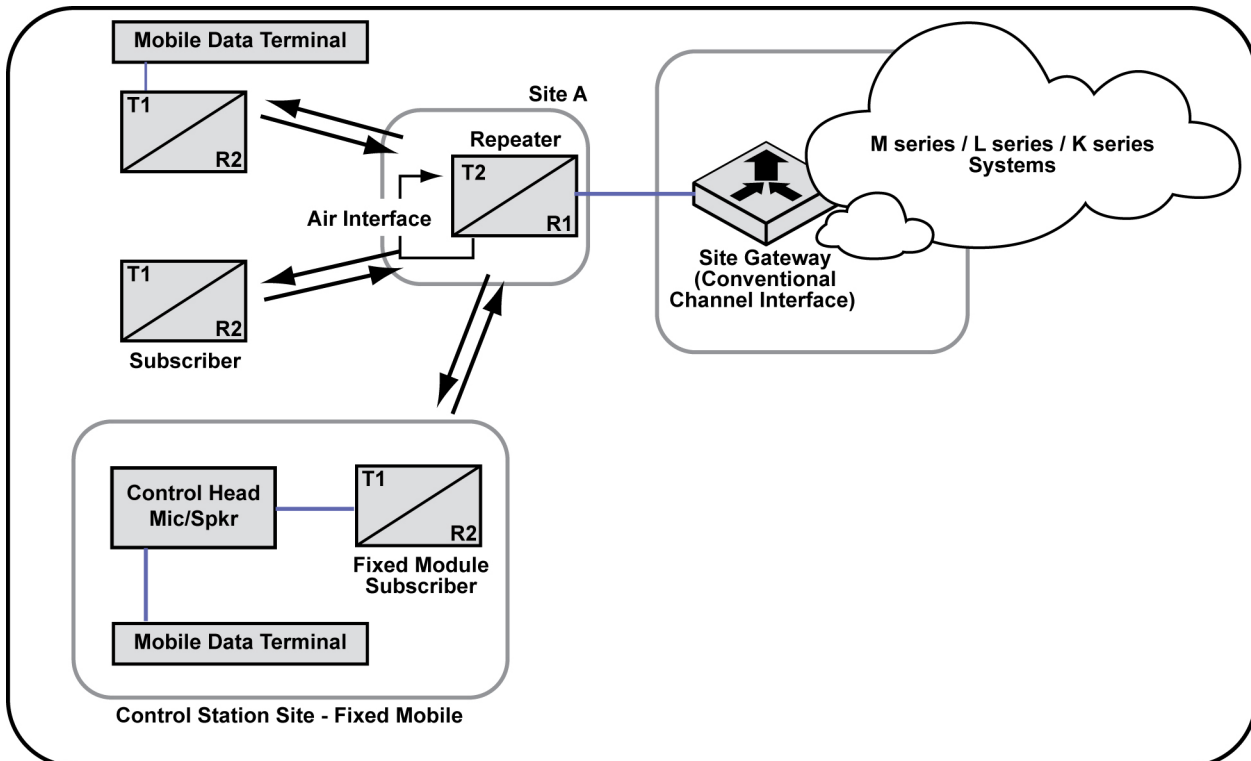 Mobile Data Terminal
T1
R2
Site A
Repeater
T2
R1
Air Interface
M series / L series / K series
Systems
Site Gateway
(Conventional
Channel Interface)
T1
R2
Subscriber
Control Head
Mic/Spkr
T1
R2
Fixed Module
Subscriber
Mobile Data Terminal
Control Station Site - Fixed Mobile